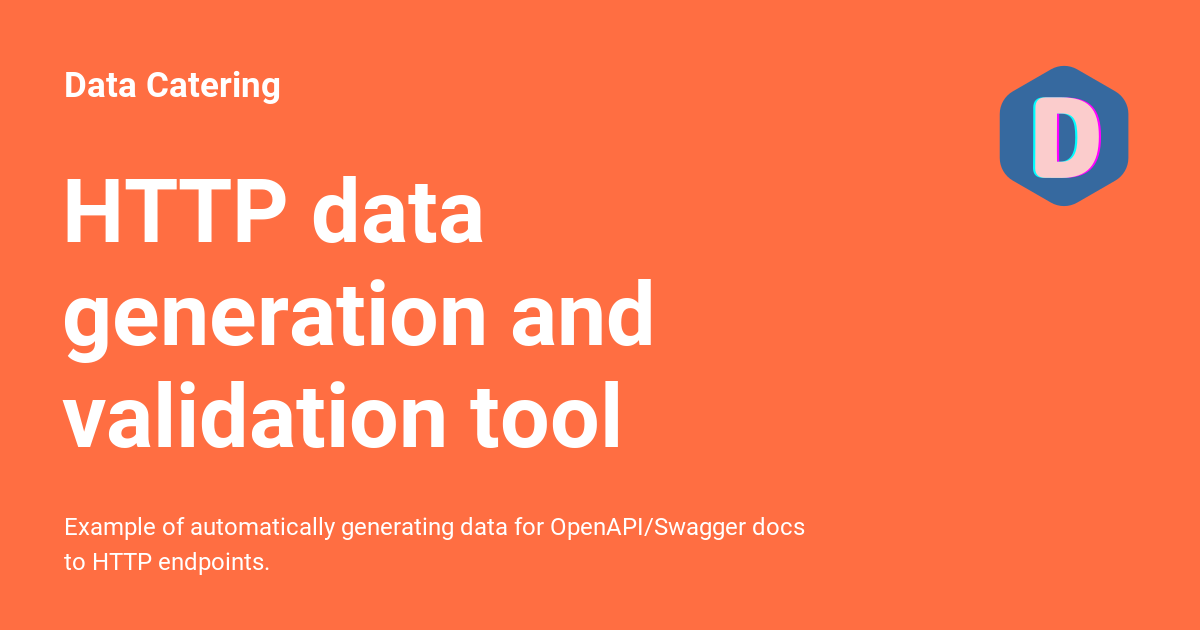 Data Catering
D
HTTP data
generation and
validation tool
Example of automatically generating data for OpenAPI/Swagger docs
to HTTP endpoints.